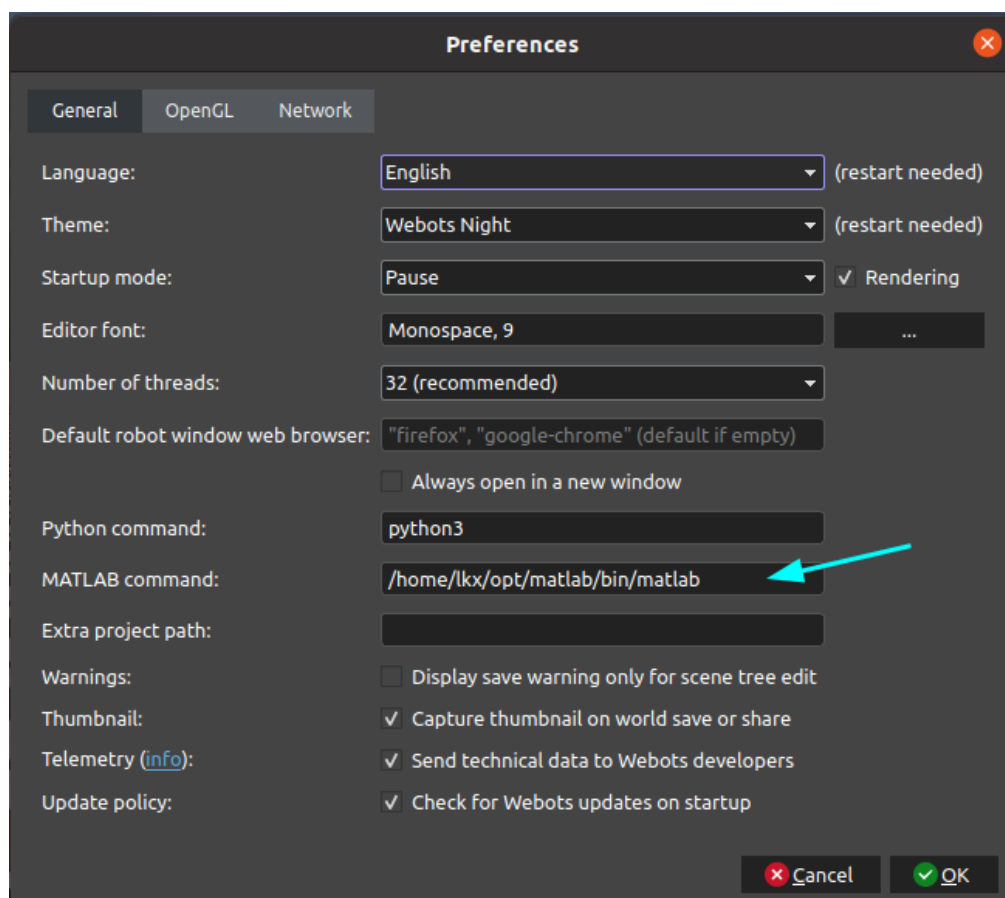 Preferences
General OpenGL Network
Language: English (restart needed)
Theme: Webots Night (restart needed)
Startup mode: Pause Rendering
Editor font: Monospace, 9 ...
Number of threads: 32 (recommended)
Default robot window web browser: "firefox", "google-chrome" (default if empty)
Always open in a new window
Python command: python3
MATLAB command: /home/lkx/opt/matlab/bin/matlab
Extra project path:
Warnings: Display save warning only for scene tree edit
Thumbnail: Capture thumbnail on world save or share
Telemetry (info): Send technical data to Webots developers
Update policy: Check for Webots updates on startup
Cancel OK